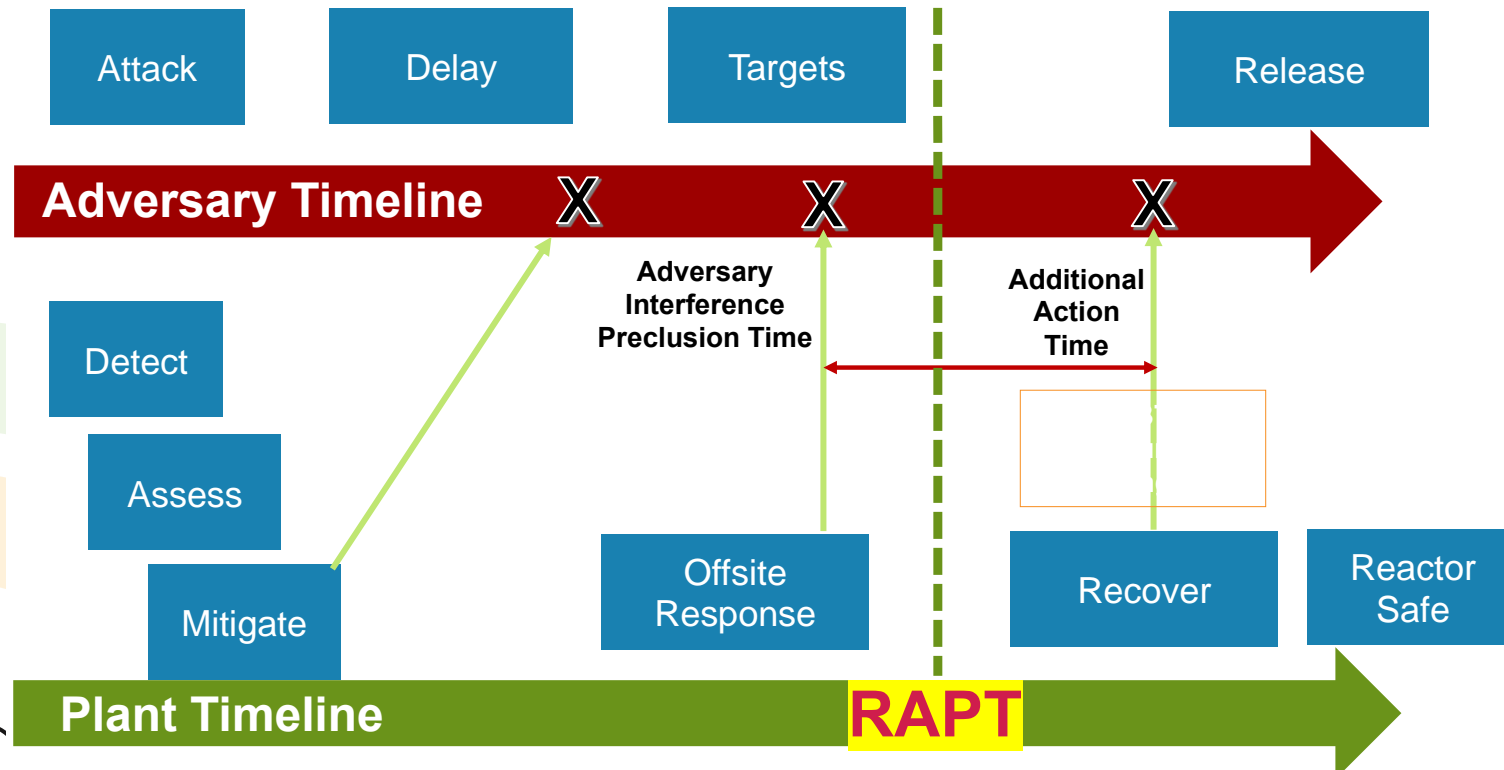 Attack
Delay
Targets
Release
Adversary Timeline
X
X
X
Adversary
Interference
Preclusion Time
Additional
Action
Time
Detect
Assess
Mitigate
Offsite
Response
Recover
Reactor
Safe
Plant Timeline
RAPT